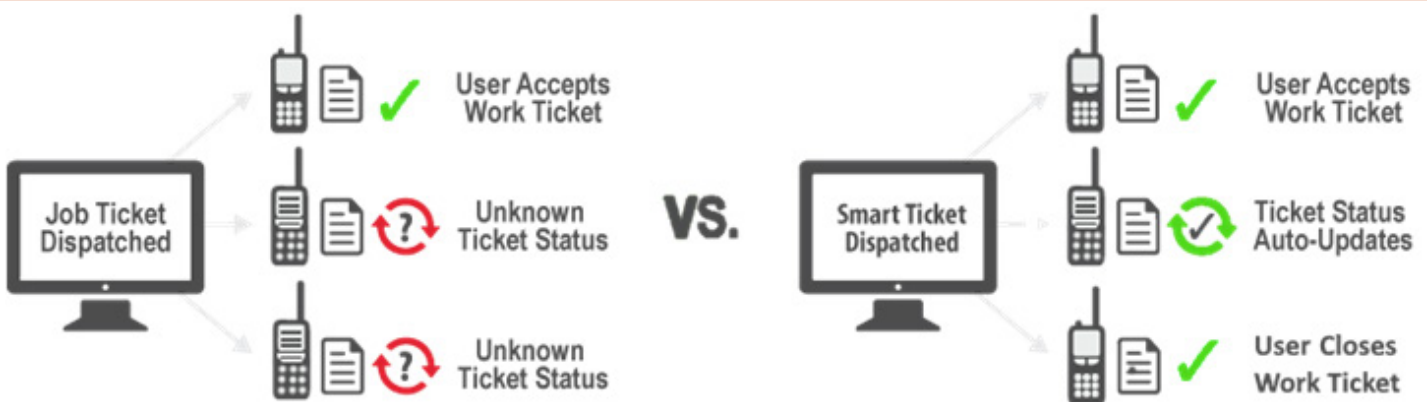 User Accepts
Work Ticket
Job Ticket
Dispatched
?
Unknown
Ticket Status
?
Unknown
Ticket Status
VS.
User Accepts
Work Ticket
Smart Ticket
Dispatched
Ticket Status
Auto-Updates
User Closes
Work Ticket